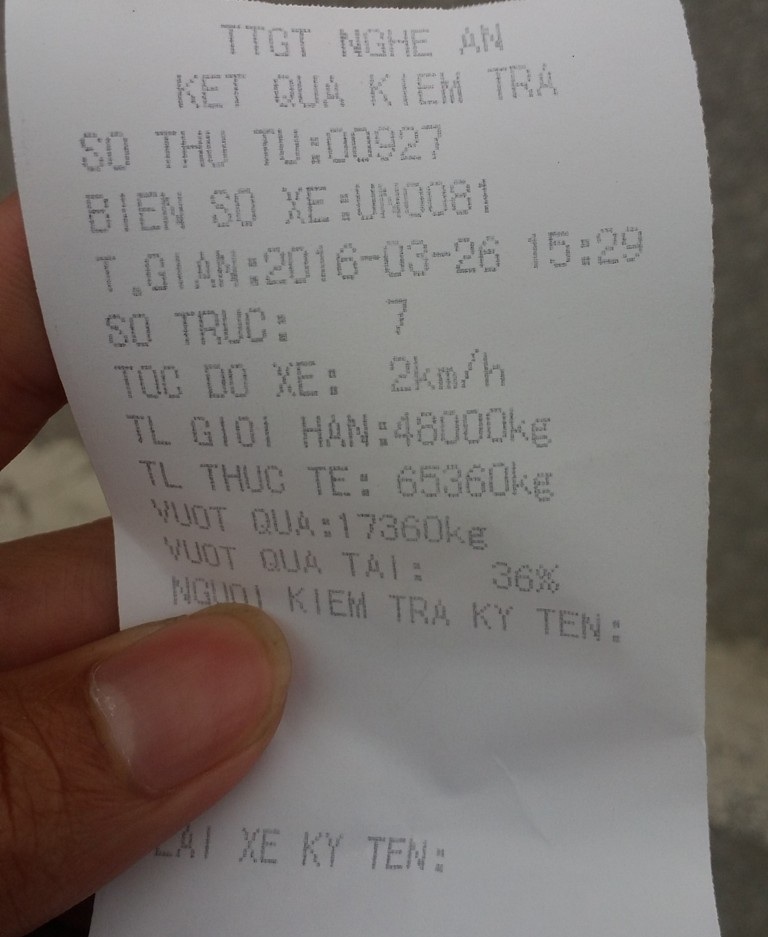 TTGT NGHE AN
KET QUA KIEM TRA
SO THU TU:00927
BIEN SO XE:UN0081
T.GIAN:2016-03-26 15:29
SO TRUC: 7
TOC DO XE: 2km/h
TL GIOI HAN:48000kg
TL THUC TE: 65360kg
VUOT QUA:17360kg
VUOT QUA TAI: 36%
NGUOI KIEM TRA KY TEN:
LAI XE KY TEN: